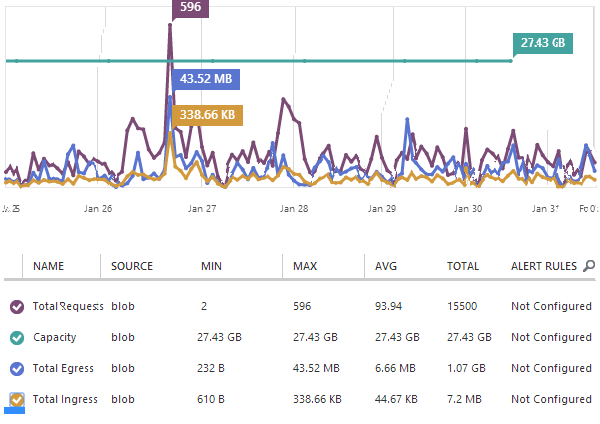 596
27.43 GB
43.52 MB
338.66 KB
Jan 26 Jan 27 Jan 28 Jan 29 Jan 30 Jan 31
NAME SOURCE MIN MAX AVG TOTAL ALERT RULES
Total Requests blob 2 596 93.94 15500 Not Configured
Capacity blob 27.43 GB 27.43 GB 27.43 GB 27.43 GB Not Configured
Total Egress blob 232 B 43.52 MB 6.66 MB 1.07 GB Not Configured
Total Ingress blob 610 B 338.66 KB 44.67 KB 7.2 MB Not Configured